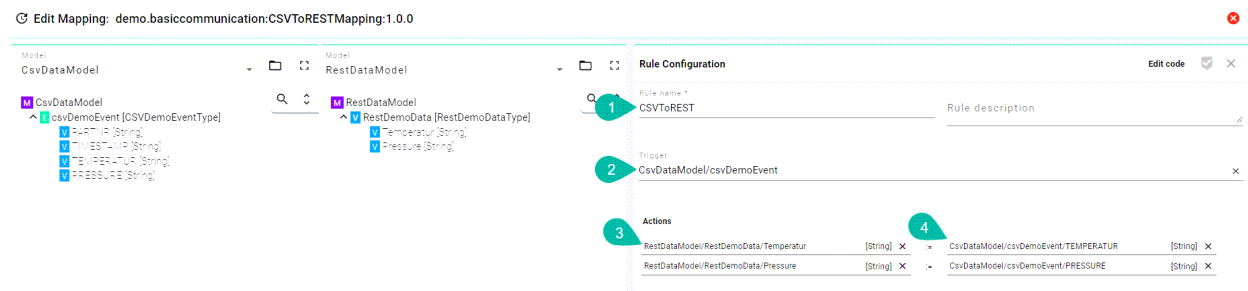 Edit Mapping: demo.basiccommunication:CSVToRESTMapping:1.0.0
Model
CsvDataModel
M CsvDataModel
E csvDemoEvent [CSVDemoEventType]
V PARTNR [String]
V TIMESTAMP [String]
V TEMPERATUR [String]
V PRESSURE [String]
Model
RestDataModel
M RestDataModel
V RestDemoData [RestDemoDataType]
V Temperatur [String]
V Pressure [String]
Rule Configuration
Edit code
1
Rule name *
CSVToREST
Rule description
2
Trigger
CsvDataModel/csvDemoEvent
Actions
3
4
RestDataModel/RestDemoData/Temperatur [String] := CsvDataModel/csvDemoEvent/TEMPERATUR [String]
RestDataModel/RestDemoData/Pressure [String] := CsvDataModel/csvDemoEvent/PRESSURE [String]